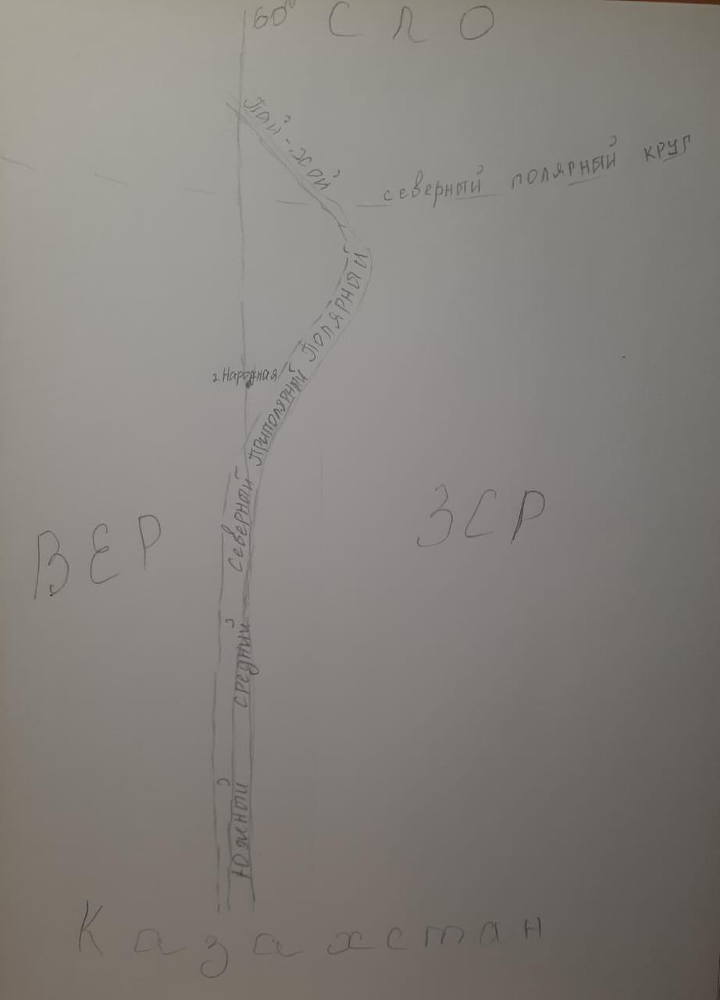 60°
СЛО
Пай-Хой
северный полярный круг
Полярный
г. Народная
Приполярный
Северный
ВЕР
ЗСР
Средний
Южный
Казахстан